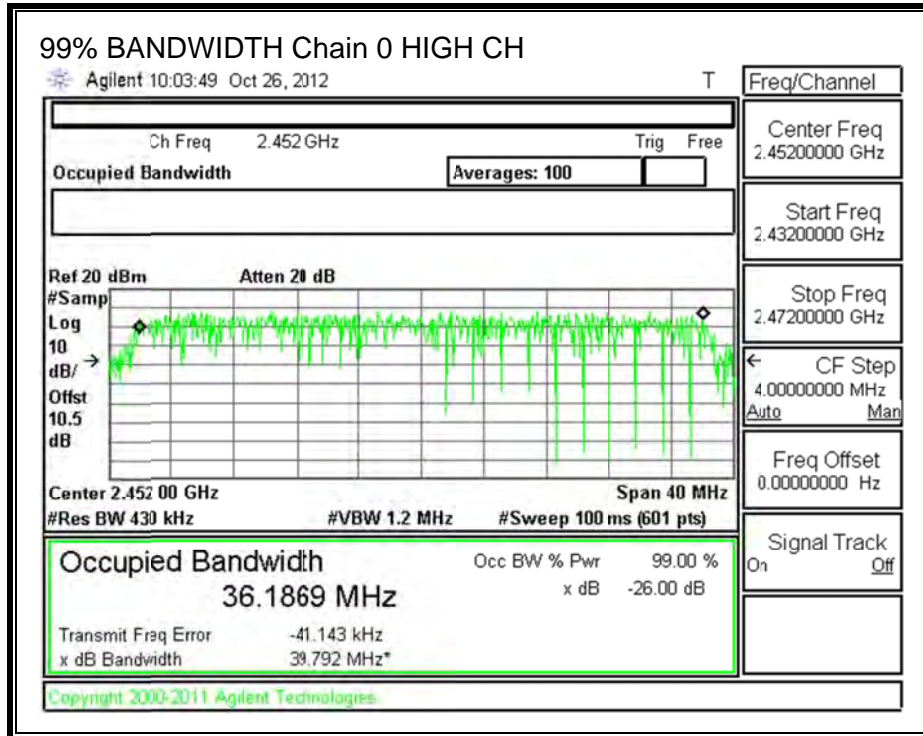 99% BANDWIDTH Chain 0 HIGH CH
Agilent 10:03:49 Oct 26, 2012
T
Freq/Channel
Ch Freq 2.452 GHz
Trig Free
Occupied Bandwidth
Averages: 100
Center Freq
2.45200000 GHz
Start Freq
2.43200000 GHz
Stop Freq
2.47200000 GHz
CF Step
4.00000000 MHz
Auto Man
Freq Offset
0.00000000 Hz
Signal Track
On Off
Ref 20 dBm
Atten 20 dB
#Samp
Log
10
dB/
Offst
10.5
dB
Center 2.452 00 GHz
Span 40 MHz
#Res BW 430 kHz
#VBW 1.2 MHz
#Sweep 100 ms (601 pts)
Occupied Bandwidth
36.1869 MHz
Occ BW % Pwr 99.00 %
x dB -26.00 dB
Transmit Freq Error -41.143 kHz
x dB Bandwidth 39.792 MHz*
Copyright 2000-2011 Agilent Technologies